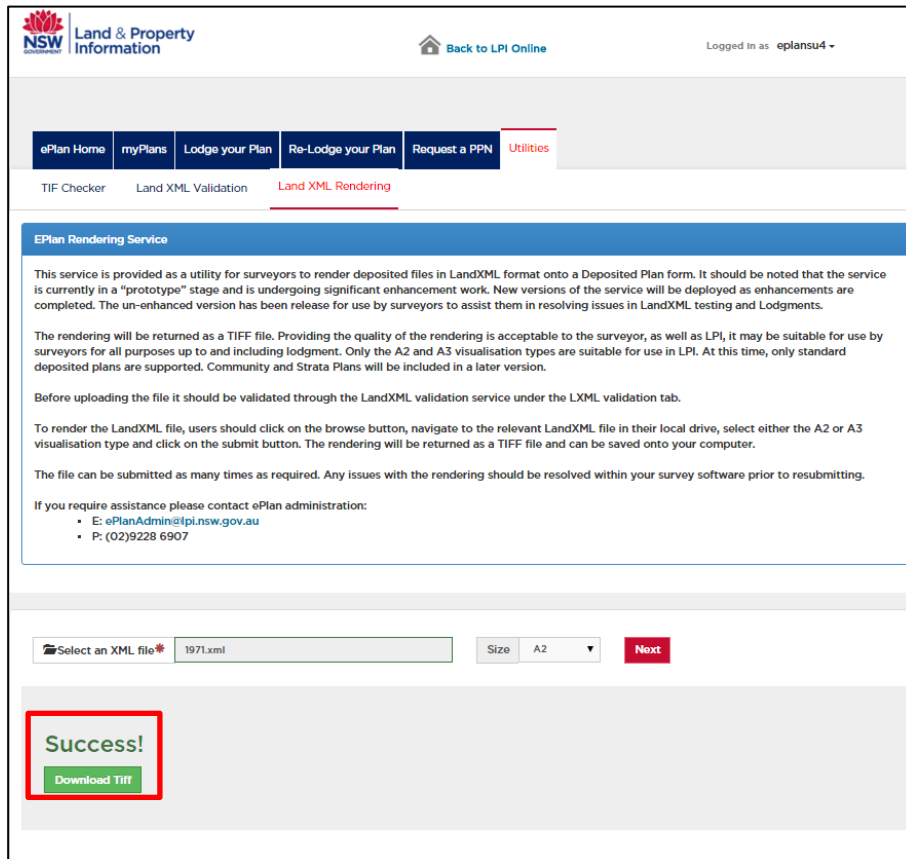 NSW
GOVERNMENT
Land & Property
Information
Back to LPI Online
Logged in as eplansu4
ePlan Home myPlans Lodge your Plan Re-Lodge your Plan Request a PPN Utilities
TIF Checker Land XML Validation Land XML Rendering
EPlan Rendering Service
This service is provided as a utility for surveyors to render deposited files in LandXML format onto a Deposited Plan form. It should be noted that the service
is currently in a “prototype” stage and is undergoing significant enhancement work. New versions of the service will be deployed as enhancements are
completed. The un-enhanced version has been release for use by surveyors to assist them in resolving issues in LandXML testing and Lodgments.
The rendering will be returned as a TIFF file. Providing the quality of the rendering is acceptable to the surveyor, as well as LPI, it may be suitable for use by
surveyors for all purposes up to and including lodgment. Only the A2 and A3 visualisation types are suitable for use in LPI. At this time, only standard
deposited plans are supported. Community and Strata Plans will be included in a later version.
Before uploading the file it should be validated through the LandXML validation service under the LXML validation tab.
To render the LandXML file, users should click on the browse button, navigate to the relevant LandXML file in their local drive, select either the A2 or A3
visualisation type and click on the submit button. The rendering will be returned as a TIFF file and can be saved onto your computer.
The file can be submitted as many times as required. Any issues with the rendering should be resolved within your survey software prior to resubmitting.
If you require assistance please contact ePlan administration:
▪ E: ePlanAdmin@lpi.nsw.gov.au
▪ P: (02)9228 6907
Select an XML file* 1971.xml Size A2 Next
Success!
Download Tiff